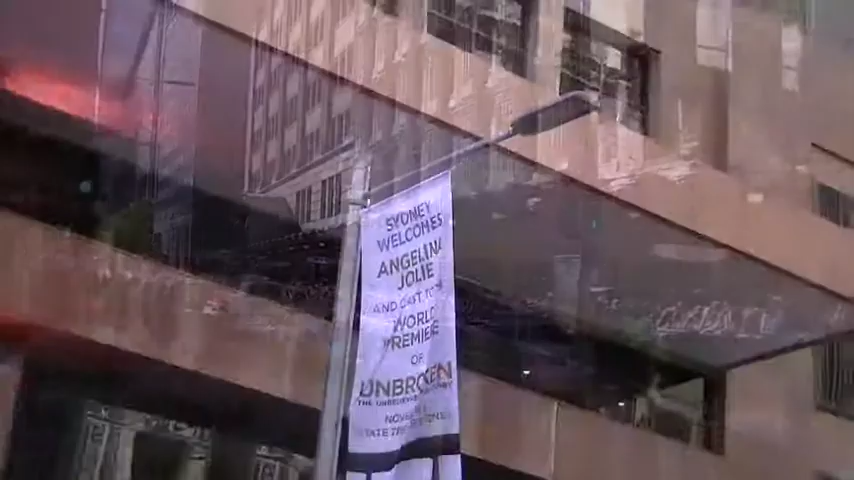 SYDNEY
WELCOMES
ANGELINA
JOLIE
AND CAST TO
WORLD
PREMIERE
OF
UNBROKEN
THE